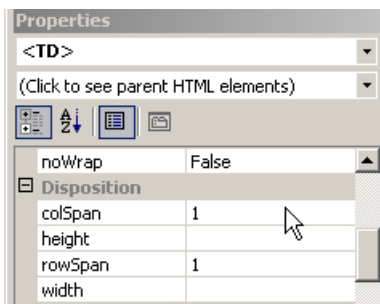 Properties
<TD>
(Click to see parent HTML elements)
noWrap False
Disposition
colSpan 1
height
rowSpan 1
width